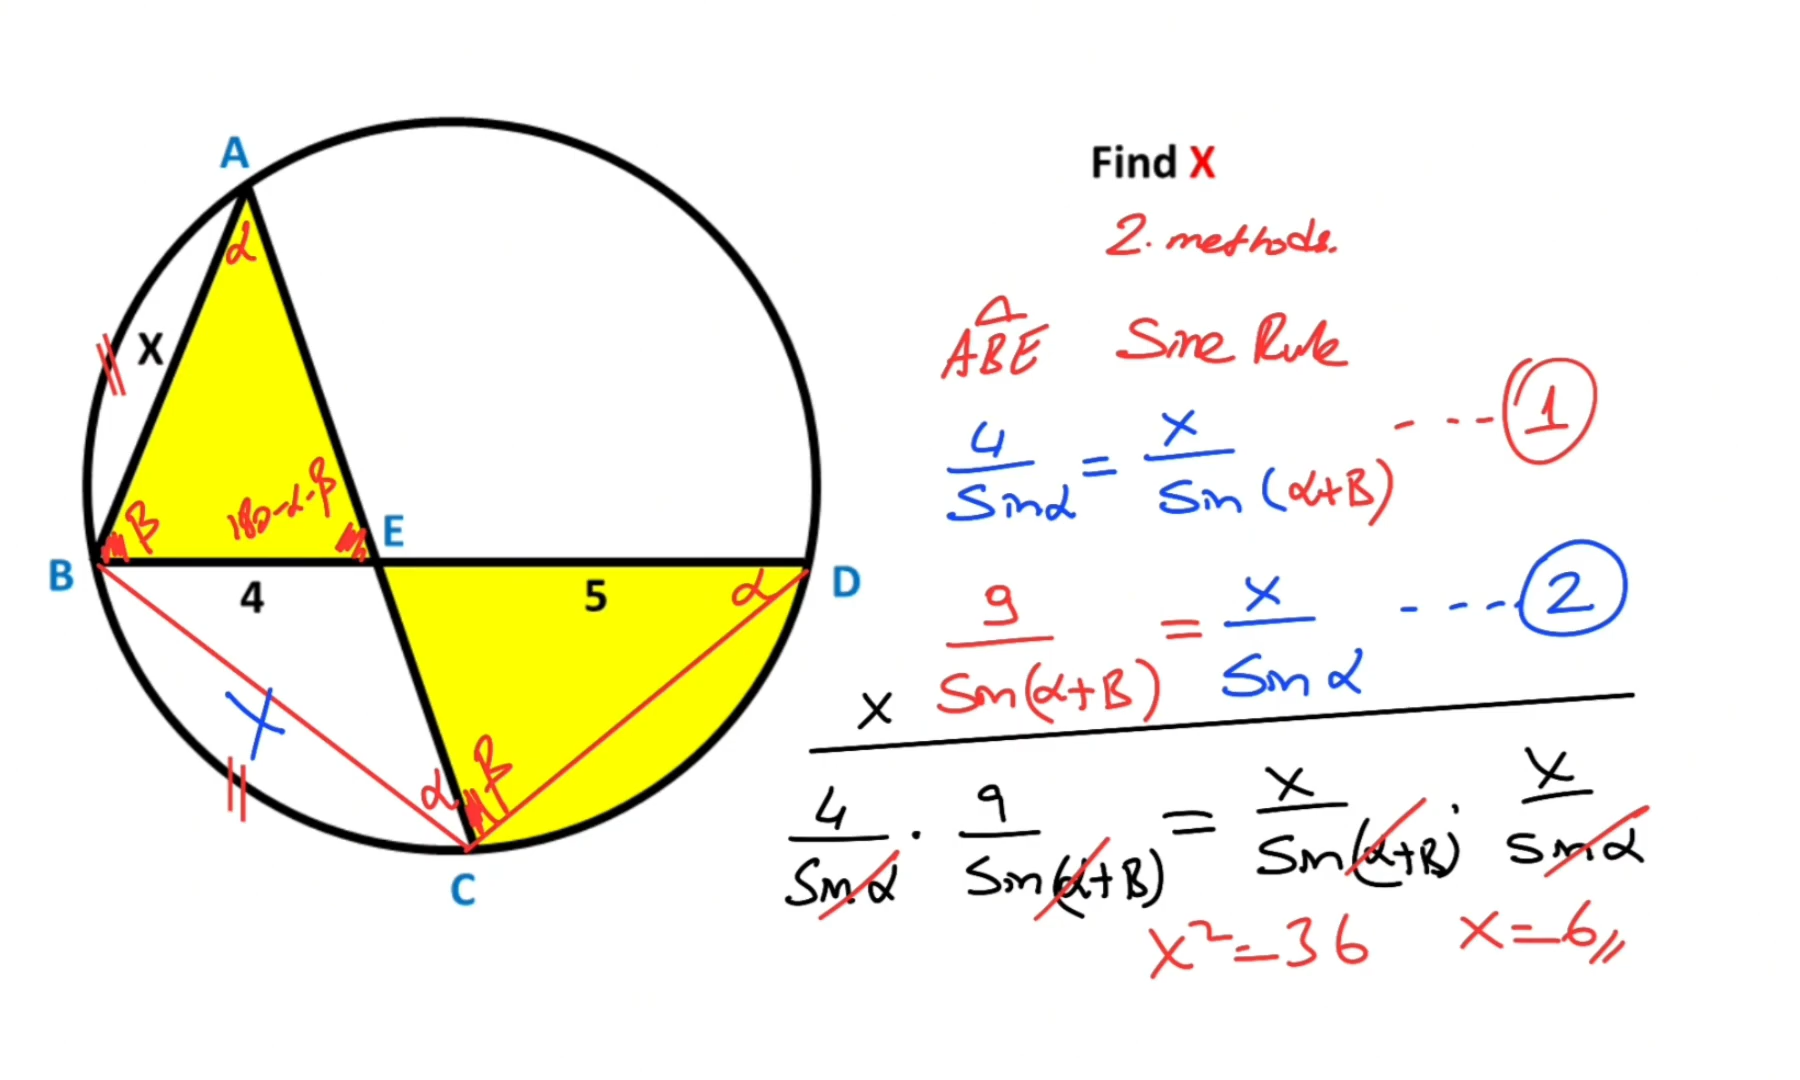 A
Find X
2 methods.
α
X
ABE Sine Rule
4/Sinα = x/Sin (α+B) ---- 1
B 180-α-β
E
B
4
5
α
D
9/Sin(α+B) = x/Sin α ---- 2
x
α β
4/Sinα . 9/Sin(α+B) = x/Sin(α+B) . x/Sinα
C
x²=36 x=6